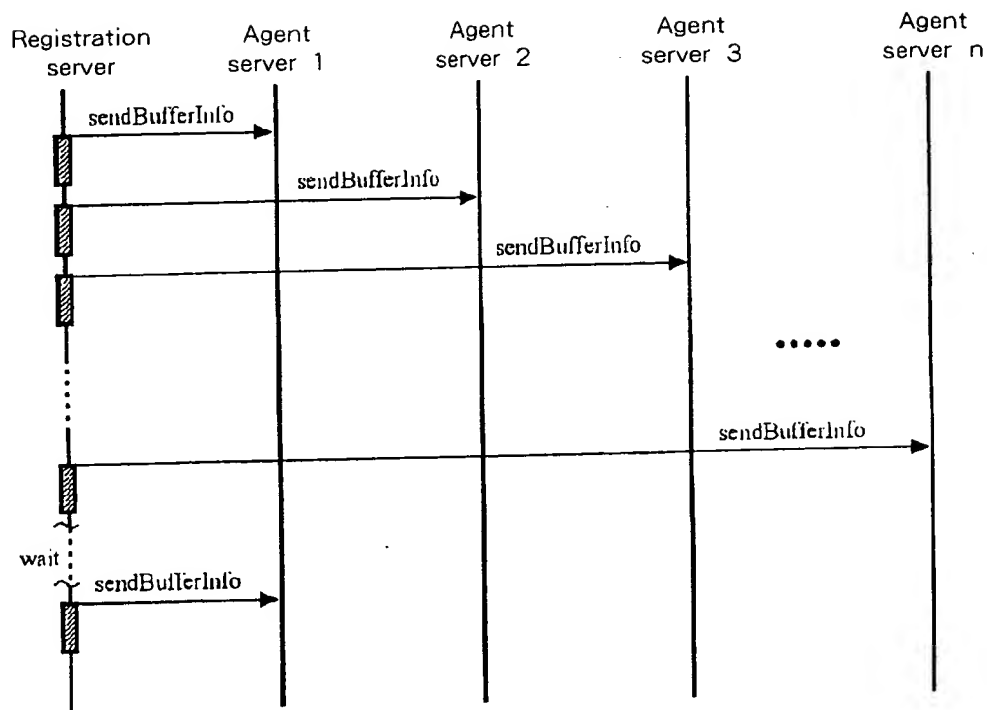 Registration
server
Agent
server 1
Agent
server 2
Agent
server 3
Agent
server n
sendBufferInfo
sendBufferInfo
sendBufferInfo
sendBufferInfo
wait
sendBufferInfo